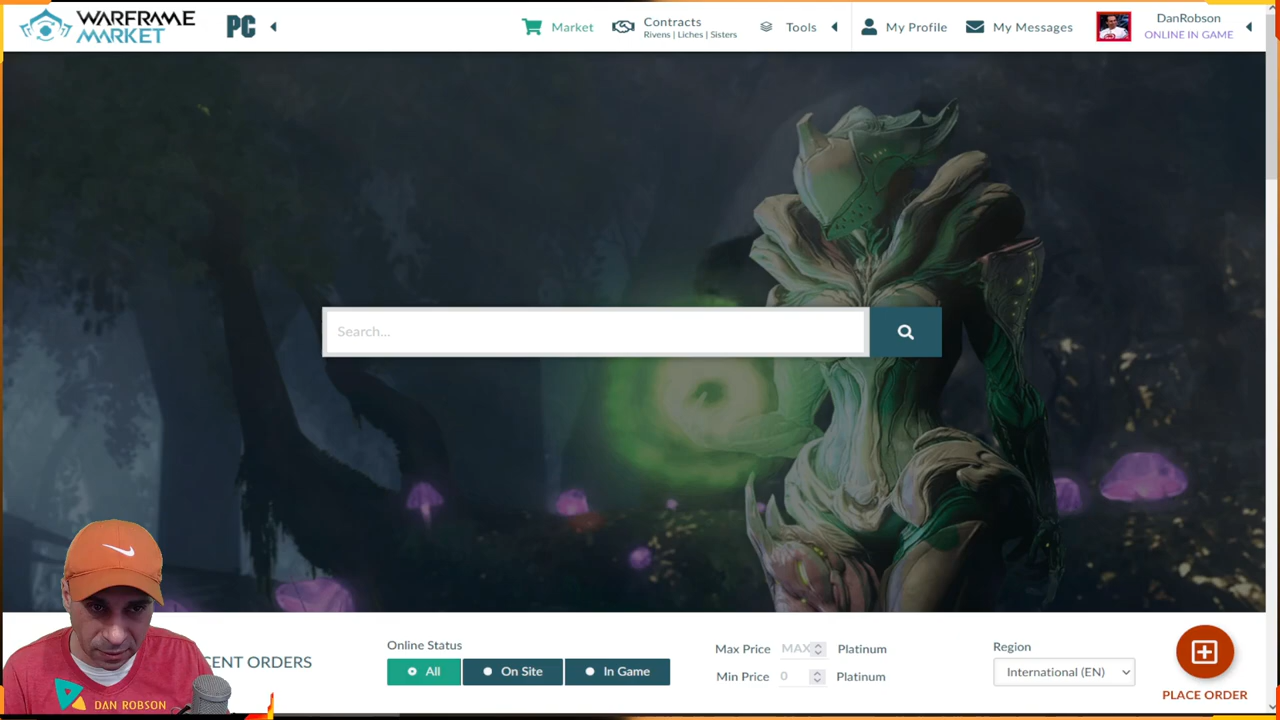 WARFRAME
MARKET
PC
Market
Contracts
Rivens | Liches | Sisters
Tools
My Profile
My Messages
DanRobson
ONLINE IN GAME
Search...
CENT ORDERS
Online Status
All
On Site
In Game
Max Price MAX Platinum
Min Price 0 Platinum
Region
International (EN)
PLACE ORDER
DAN ROBSON